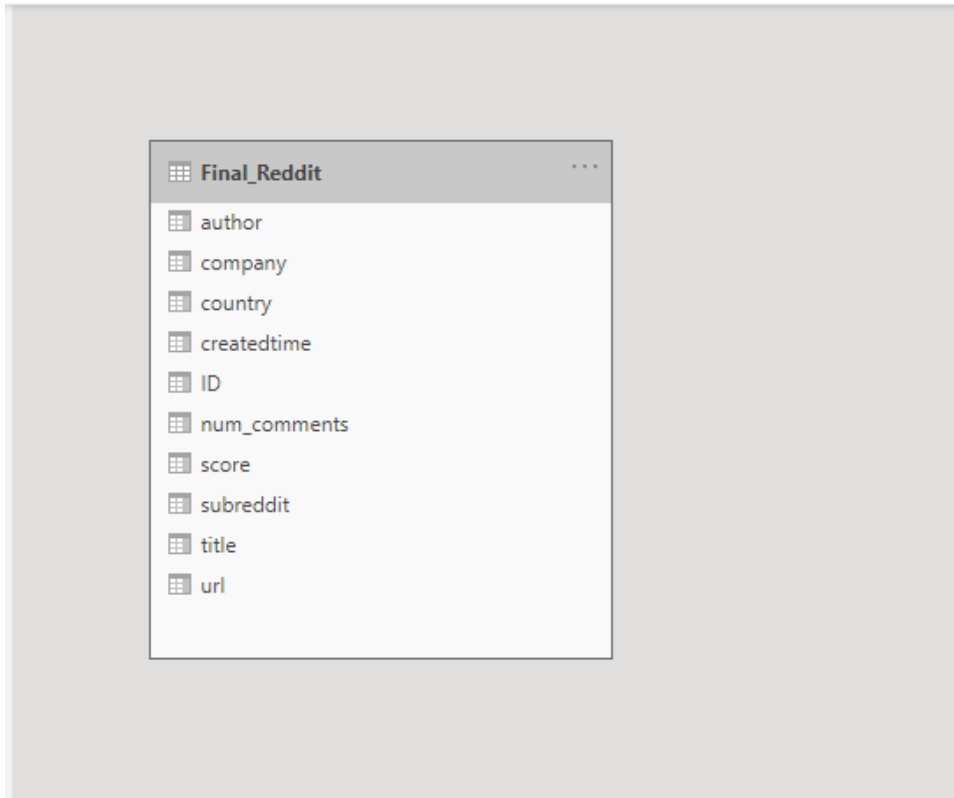 Final_Reddit ...
author
company
country
createdtime
ID
num_comments
score
subreddit
title
url